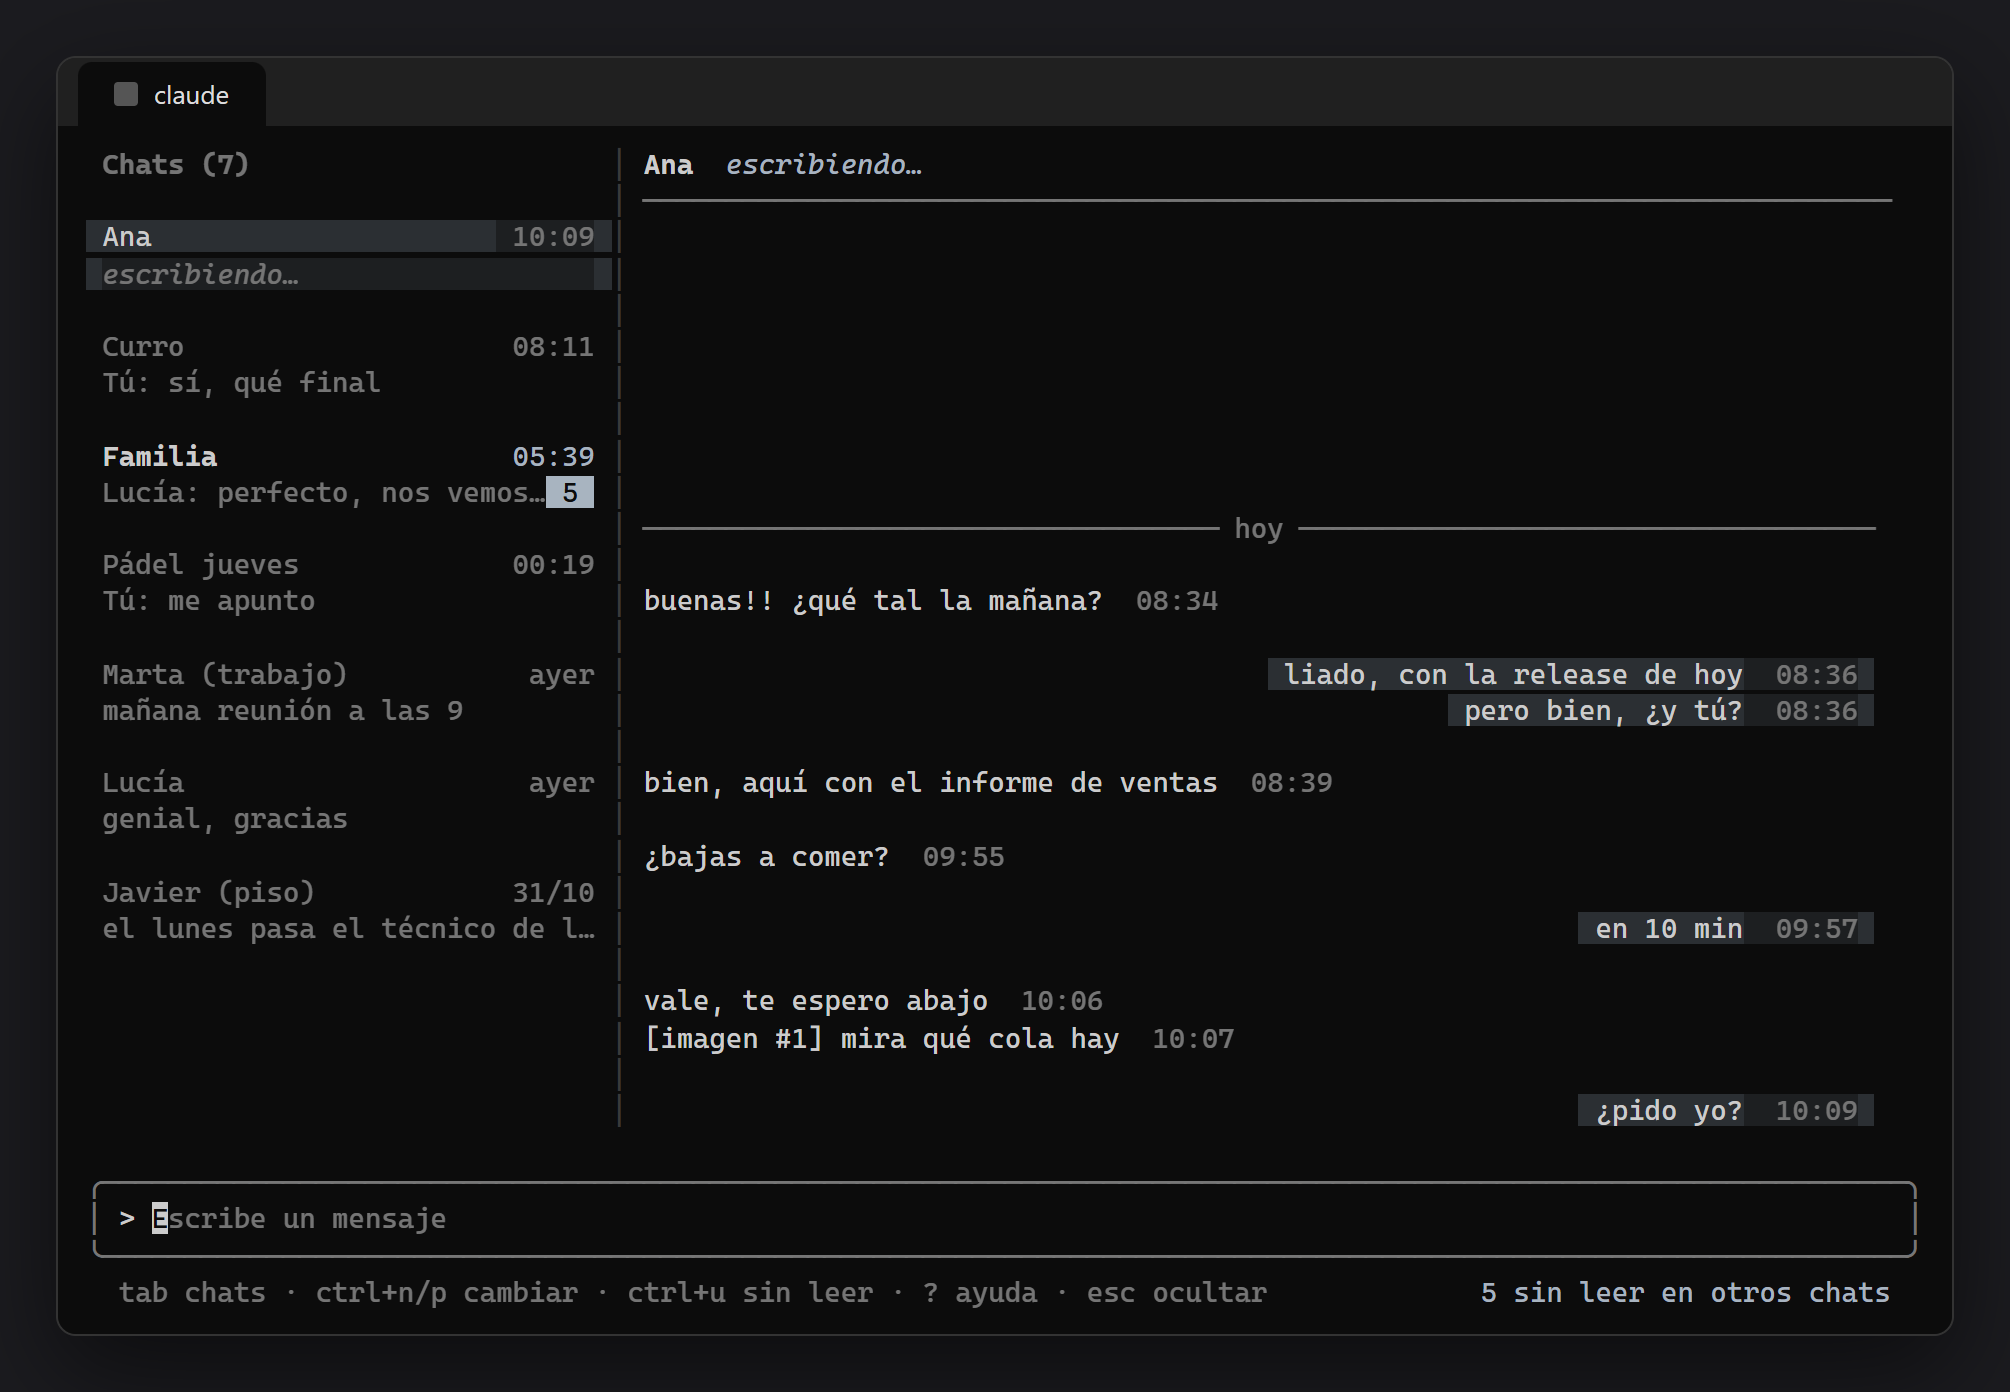 claude
Chats (7)
Ana 10:09
escribiendo…
Curro 08:11
Tú: sí, qué final
Familia 05:39
Lucía: perfecto, nos vemos… 5
Pádel jueves 00:19
Tú: me apunto
Marta (trabajo) ayer
mañana reunión a las 9
Lucía ayer
genial, gracias
Javier (piso) 31/10
el lunes pasa el técnico de l…
Ana escribiendo…
hoy
buenas!! ¿qué tal la mañana? 08:34
liado, con la release de hoy 08:36
pero bien, ¿y tú? 08:36
bien, aquí con el informe de ventas 08:39
¿bajas a comer? 09:55
en 10 min 09:57
vale, te espero abajo 10:06
[imagen #1] mira qué cola hay 10:07
¿pido yo? 10:09
> Escribe un mensaje
tab chats · ctrl+n/p cambiar · ctrl+u sin leer · ? ayuda · esc ocultar
5 sin leer en otros chats